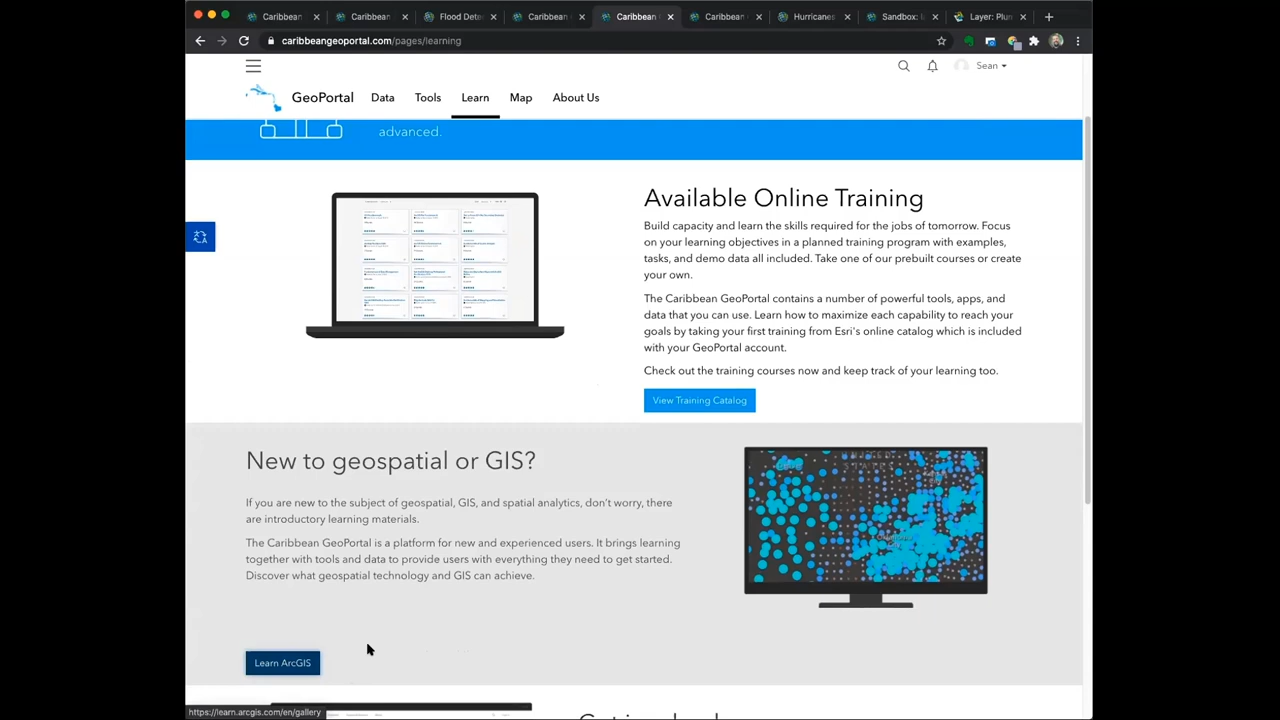 Caribbean
Caribbean
Flood Dete
Caribbean
Caribbean
Caribbean
Hurricanes
Sandbox:
Layer: Plun
caribbeangeoportal.com/pages/learning
Sean
GeoPortal
Data
Tools
Learn
Map
About Us
advanced.
Available Online Training
Build capacity and learn the skills required for the jobs of tomorrow. Focus
on your learning objectives in a planned training program with examples,
tasks, and demo data all included. Take one of our prebuilt courses or create
your own.
The Caribbean GeoPortal contains a number of powerful tools, apps, and
data that you can use. Learn how to maximize each capability to reach your
goals by taking your first training from Esri's online catalog which is included
with your GeoPortal account.
Check out the training courses now and keep track of your learning too.
View Training Catalog
New to geospatial or GIS?
If you are new to the subject of geospatial, GIS, and spatial analytics, don't worry, there
are introductory learning materials.
The Caribbean GeoPortal is a platform for new and experienced users. It brings learning
together with tools and data to provide users with everything they need to get started.
Discover what geospatial technology and GIS can achieve.
UNITED
STATES
Learn ArcGIS
https://learn.arcgis.com/en/gallery